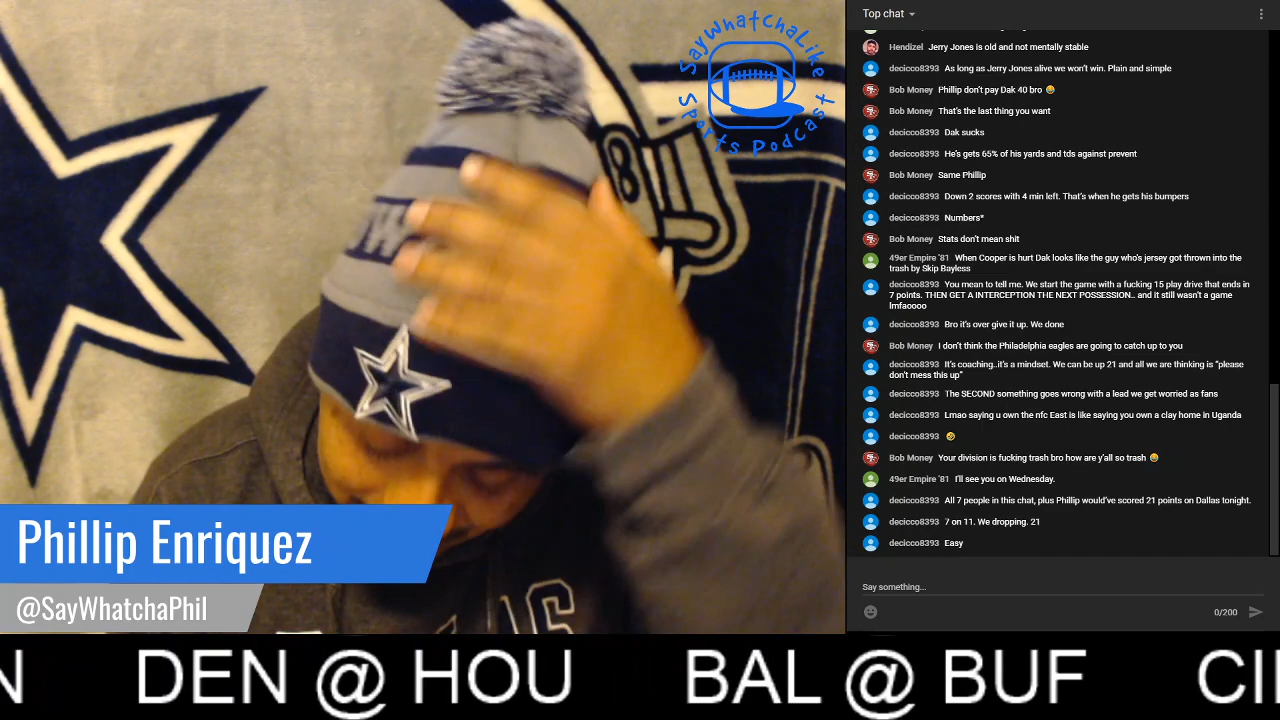 SayWhatChaLike
Sports Podcast
81
W
Phillip Enriquez
@SayWhatchaPhil
Top chat
Hendizel Jerry Jones is old and not mentally stable
decicco8393 As long as Jerry Jones alive we won't win. Plain and simple
Bob Money Phillip don't pay Dak 40 bro 😂
Bob Money That's the last thing you want
decicco8393 Dak sucks
decicco8393 He's gets 65% of his yards and tds against prevent
Bob Money Same Phillip
decicco8393 Down 2 scores with 4 min left. That's when he gets his bumpers
decicco8393 Numbers*
Bob Money Stats don't mean shit
49er Empire '81 When Cooper is hurt Dak looks like the guy who's jersey got thrown into the
trash by Skip Bayless
decicco8393 You mean to tell me. We start the game with a fucking 15 play drive that ends in
7 points. THEN GET A INTERCEPTION THE NEXT POSSESSION.. and it still wasn't a game
lmfaoooo
decicco8393 Bro it's over give it up. We done
Bob Money I don't think the Philadelphia eagles are going to catch up to you
decicco8393 It's coaching..it's a mindset. We can be up 21 and all we are thinking is "please
don't mess this up"
decicco8393 The SECOND something goes wrong with a lead we get worried as fans
decicco8393 Lmao saying u own the nfc East is like saying you own a clay home in Uganda
decicco8393 🤣
Bob Money Your division is fucking trash bro how are y'all so trash 😂
49er Empire '81 I'll see you on Wednesday.
decicco8393 All 7 people in this chat, plus Phillip would've scored 21 points on Dallas tonight.
decicco8393 7 on 11. We dropping. 21
decicco8393 Easy
Say something...
0/200
N DEN @ HOU BAL @ BUF CI